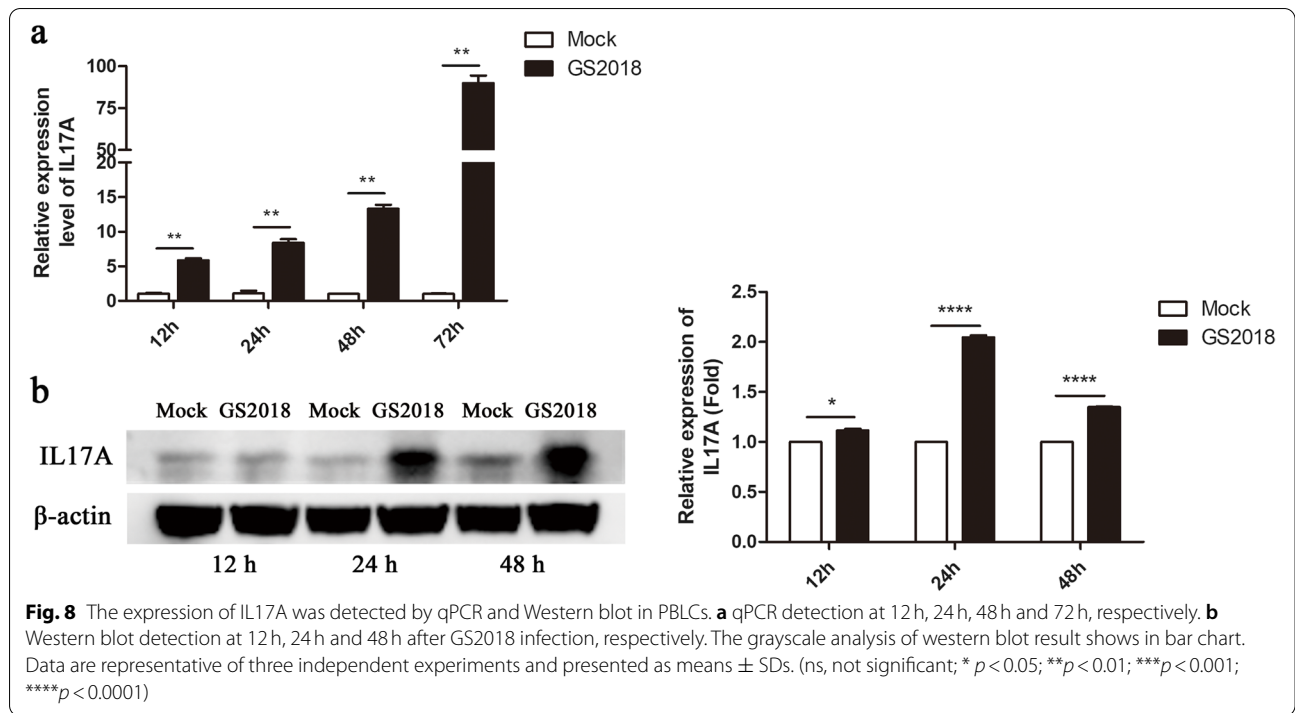 a
Mock
GS2018
Relative expression
level of IL17A
100
75
50
20
15
10
5
0
**
**
**
**
12h
24h
48h
72h
b
Mock GS2018 Mock GS2018 Mock GS2018
IL17A
β-actin
12 h 24 h 48 h
Mock
GS2018
Relative expression of
IL17A (Fold)
2.5
2.0
1.5
1.0
0.5
0.0
*
****
****
12h
24h
48h
Fig. 8 The expression of IL17A was detected by qPCR and Western blot in PBLCs. a qPCR detection at 12 h, 24 h, 48 h and 72 h, respectively. b
Western blot detection at 12 h, 24 h and 48 h after GS2018 infection, respectively. The grayscale analysis of western blot result shows in bar chart.
Data are representative of three independent experiments and presented as means ± SDs. (ns, not significant; * p < 0.05; **p < 0.01; ***p < 0.001;
****p < 0.0001)